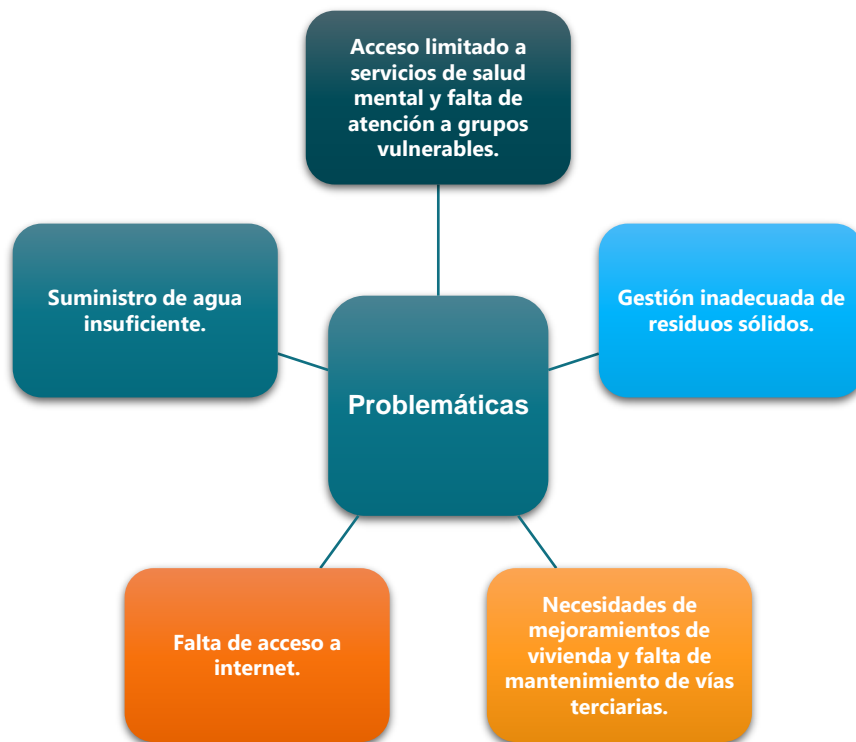 Acceso limitado a
servicios de salud
mental y falta de
atención a grupos
vulnerables.
Suministro de agua
insuficiente.
Gestión inadecuada de
residuos sólidos.
Problemáticas
Falta de acceso a
internet.
Necesidades de
mejoramientos de
vivienda y falta de
mantenimiento de vías
terciarias.